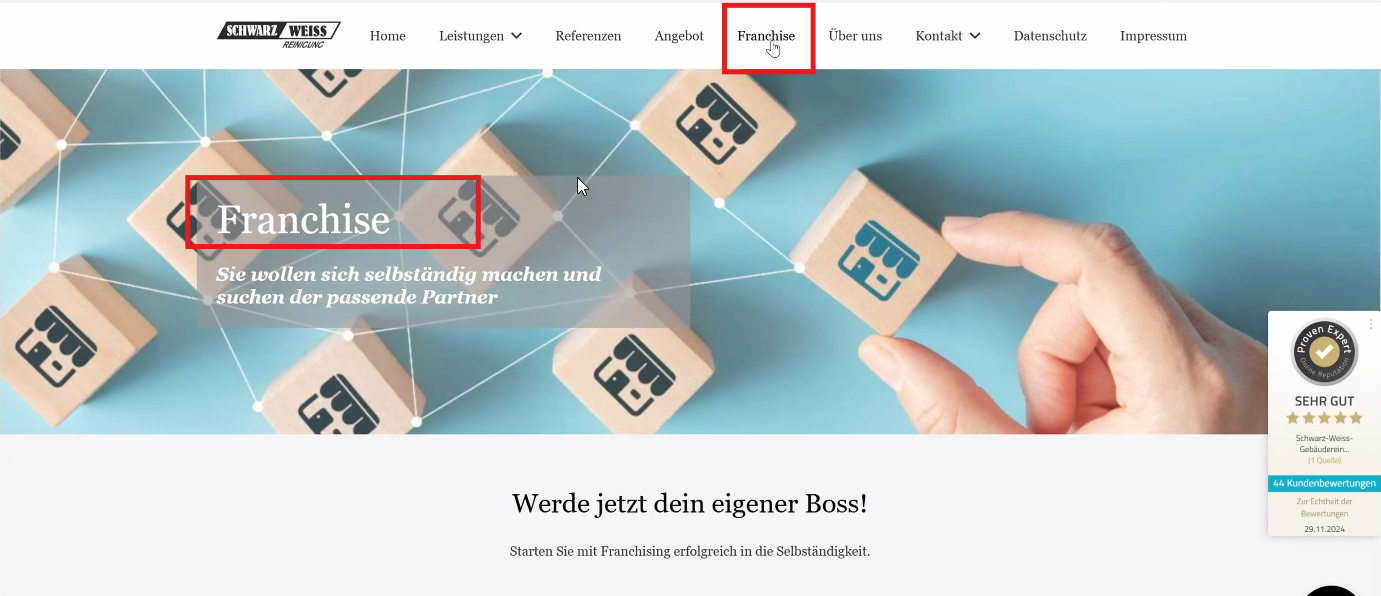 SCHWARZ WEISS
REINIGUNG
Home Leistungen Referenzen Angebot Franchise Über uns Kontakt Datenschutz Impressum
Franchise
Sie wollen sich selbständig machen und
suchen der passende Partner
Proven Expert
Online Reputation
SEHR GUT
Schwarz-Weiss-
Gebäuderein...
(1 Quelle)
44 Kundenbewertungen
Zur Echtheit der
Bewertungen
29.11.2024
Werde jetzt dein eigener Boss!
Starten Sie mit Franchising erfolgreich in die Selbständigkeit.